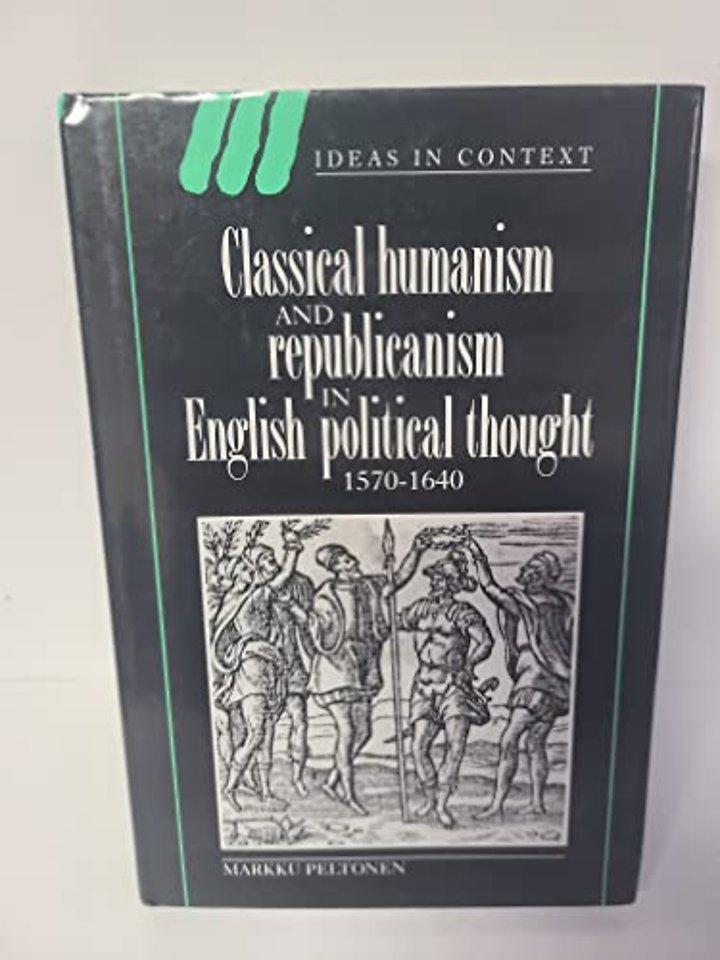 IDEAS IN CONTEXT
Classical humanism
AND
republicanism
IN
English political thought
1570-1640
MARKKU PELTONEN